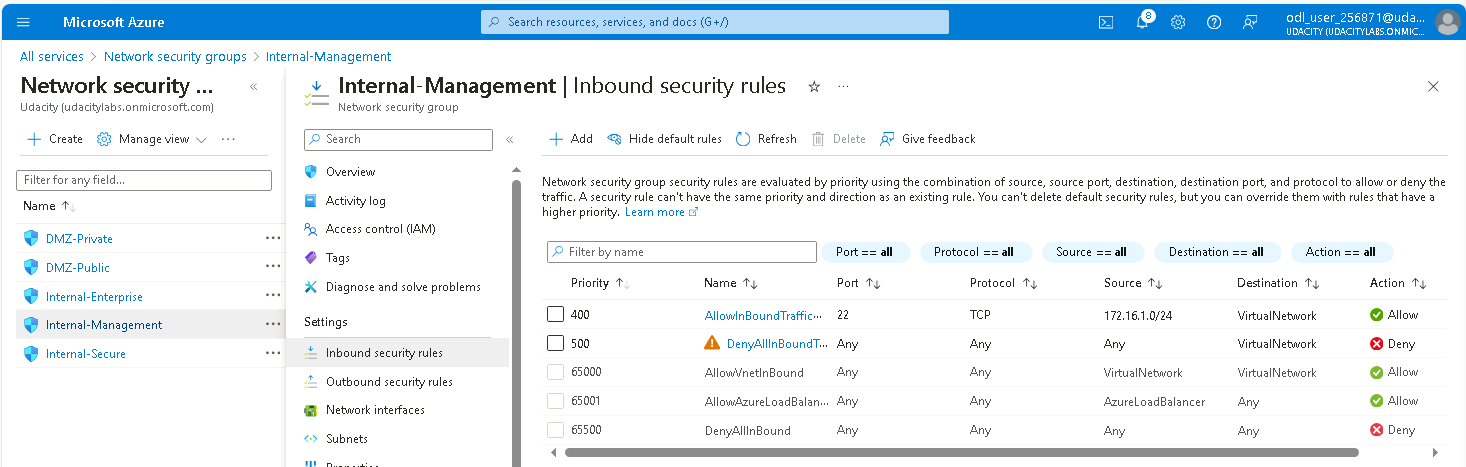 Microsoft Azure
Search resources, services, and docs (G+/)
8
odl_user_256871@uda...
UDACITY (UDACITYLABS.ONMIC...
All services > Network security groups > Internal-Management
Network security ... «
Udacity (udacitylabs.onmicrosoft.com)
Create Manage view ...
Filter for any field...
Name ↑↓
DMZ-Private ...
DMZ-Public ...
Internal-Enterprise ...
Internal-Management ...
Internal-Secure ...
Internal-Management | Inbound security rules ...
Network security group
Search «
Overview
Activity log
Access control (IAM)
Tags
Diagnose and solve problems
Settings
Inbound security rules
Outbound security rules
Network interfaces
Subnets
Properties
Add Hide default rules Refresh Delete Give feedback
Network security group security rules are evaluated by priority using the combination of source, source port, destination, destination port, and protocol to allow or deny the
traffic. A security rule can't have the same priority and direction as an existing rule. You can't delete default security rules, but you can override them with rules that have a
higher priority. Learn more
Filter by name Port == all Protocol == all Source == all Destination == all Action == all
Priority ↑↓ Name ↑↓ Port ↑↓ Protocol ↑↓ Source ↑↓ Destination ↑↓ Action ↑↓
400 AllowInBoundTraffic... 22 TCP 172.16.1.0/24 VirtualNetwork Allow
500 DenyAllInBoundT... Any Any Any VirtualNetwork Deny
65000 AllowVnetInBound Any Any VirtualNetwork VirtualNetwork Allow
65001 AllowAzureLoadBalan... Any Any AzureLoadBalancer Any Allow
65500 DenyAllInBound Any Any Any Any Deny